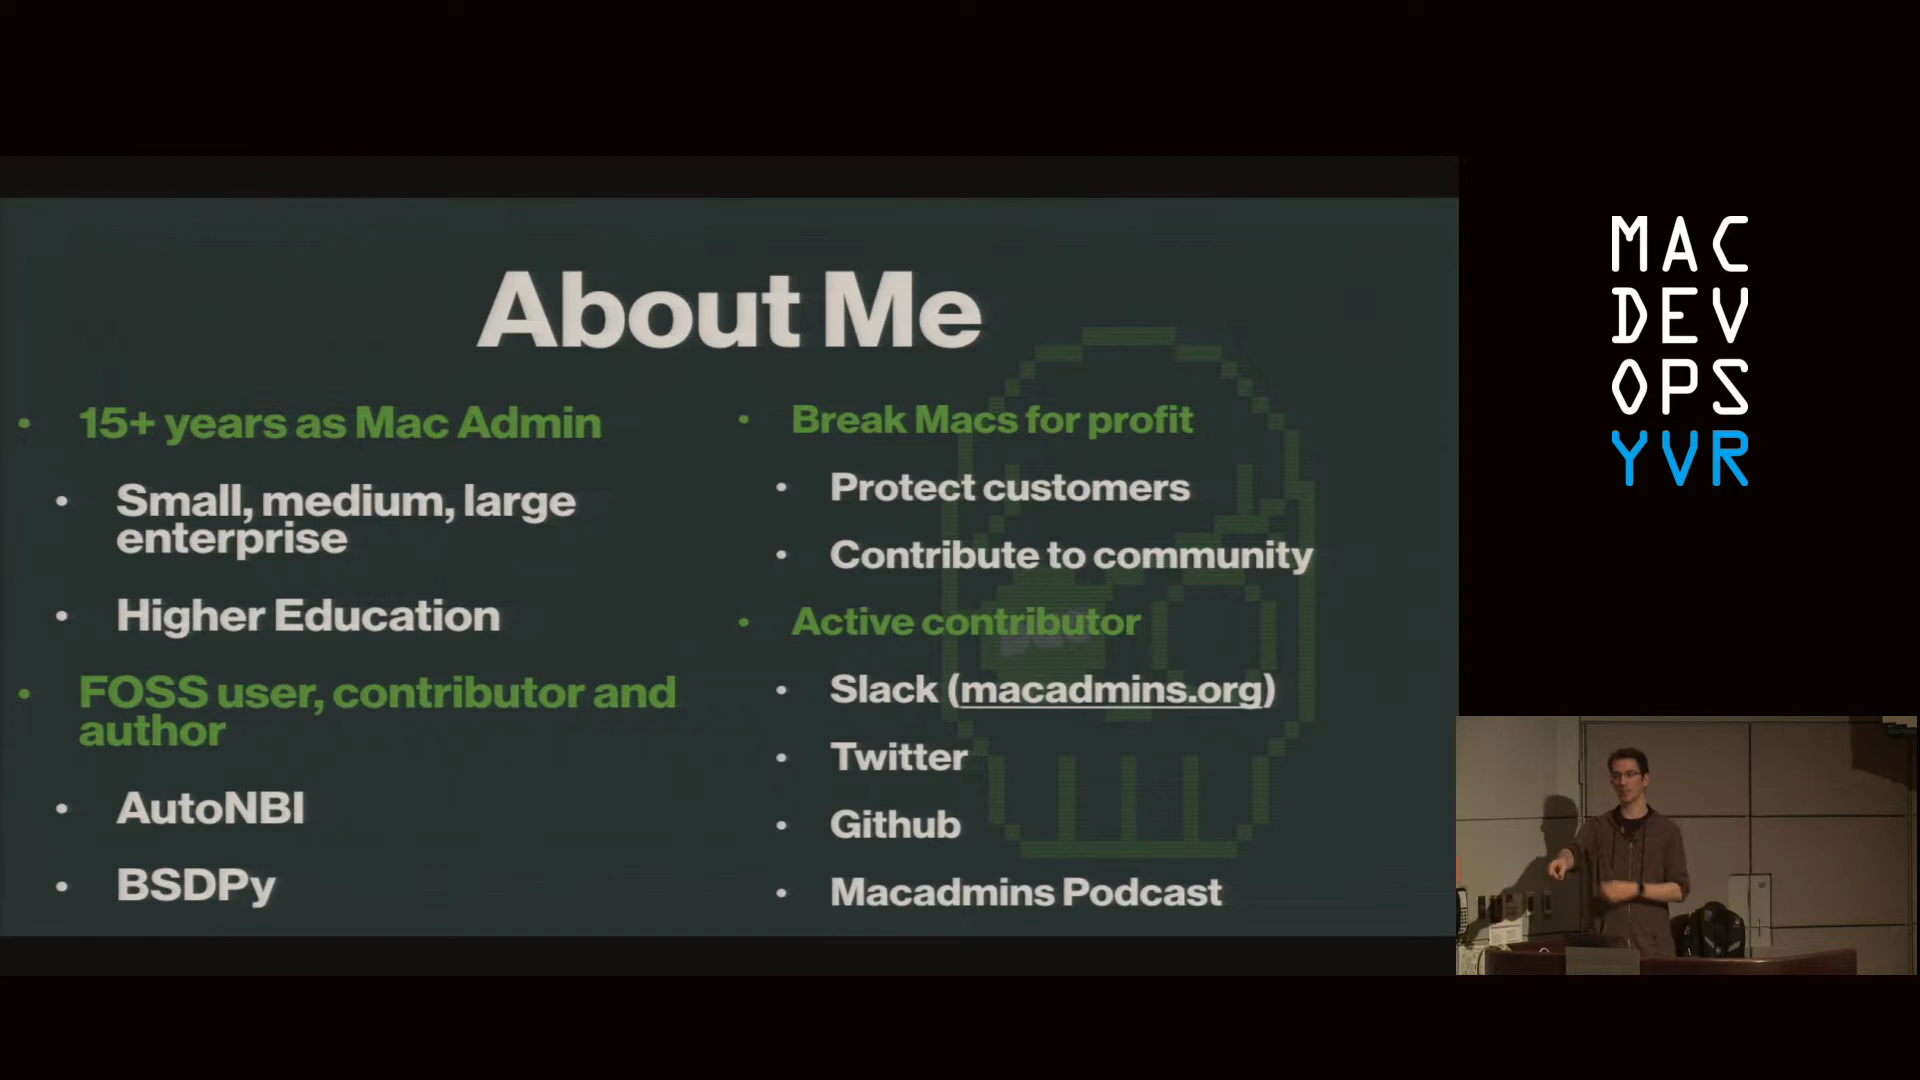 About Me
• 15+ years as Mac Admin
• Small, medium, large
enterprise
• Higher Education
• FOSS user, contributor and
author
• AutoNBI
• BSDPy
• Break Macs for profit
• Protect customers
• Contribute to community
• Active contributor
• Slack (macadmins.org)
• Twitter
• Github
• Macadmins Podcast
MAC
DEV
OPS
YVR